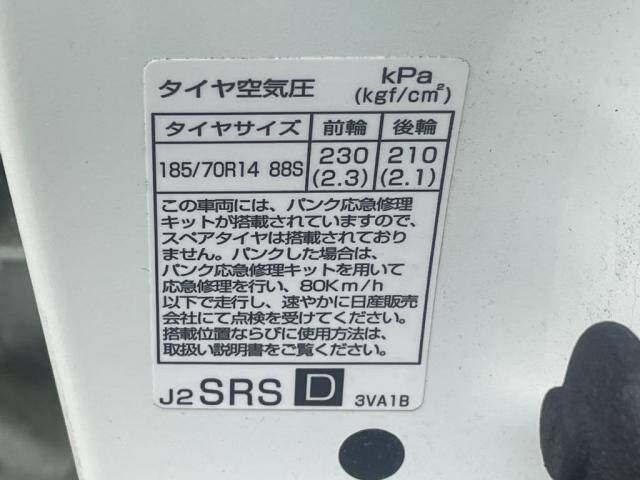 タイヤ空気圧 kPa
(kgf/cm²)
タイヤサイズ 前輪 後輪
185/70R14 88S 230 210
(2.3) (2.1)
この車両には、パンク応急修理
キットが搭載されていますので、
スペアタイヤは搭載されており
ません。パンクした場合は、
パンク応急修理キットを用いて
応急修理を行い、80Km/h
以下で走行し、速やかに日産販売
会社にて点検を受けてください。
搭載位置ならびに使用方法は、
取扱い説明書をご覧ください。
J2 SRS D 3VA1B